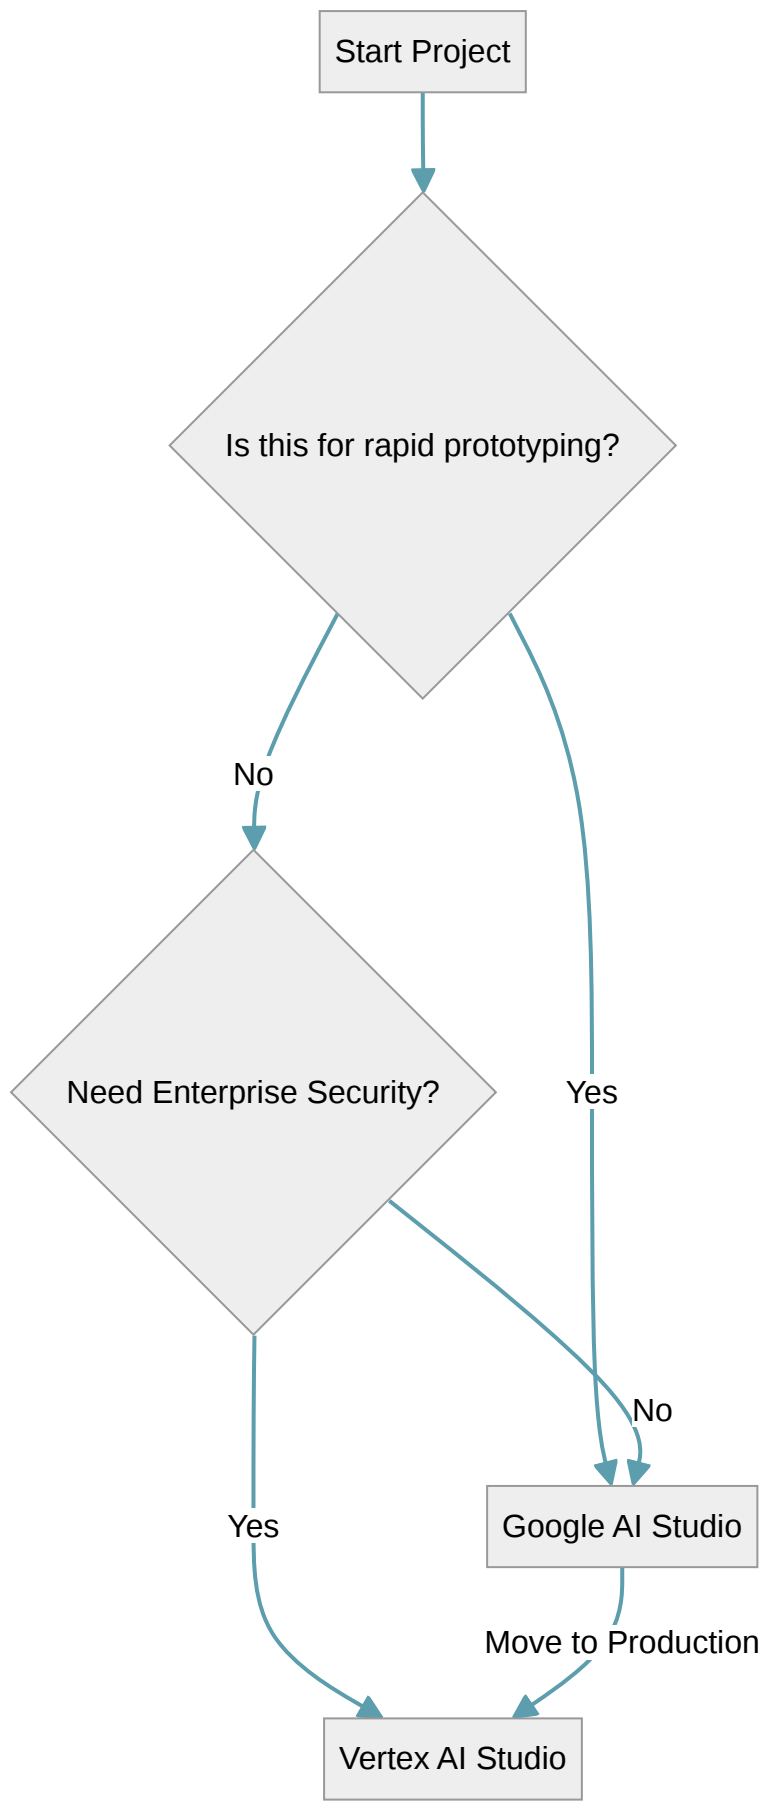 Start Project
Is this for rapid prototyping?
No
Need Enterprise Security?
Yes
No
Yes
Google AI Studio
Move to Production
Vertex AI Studio